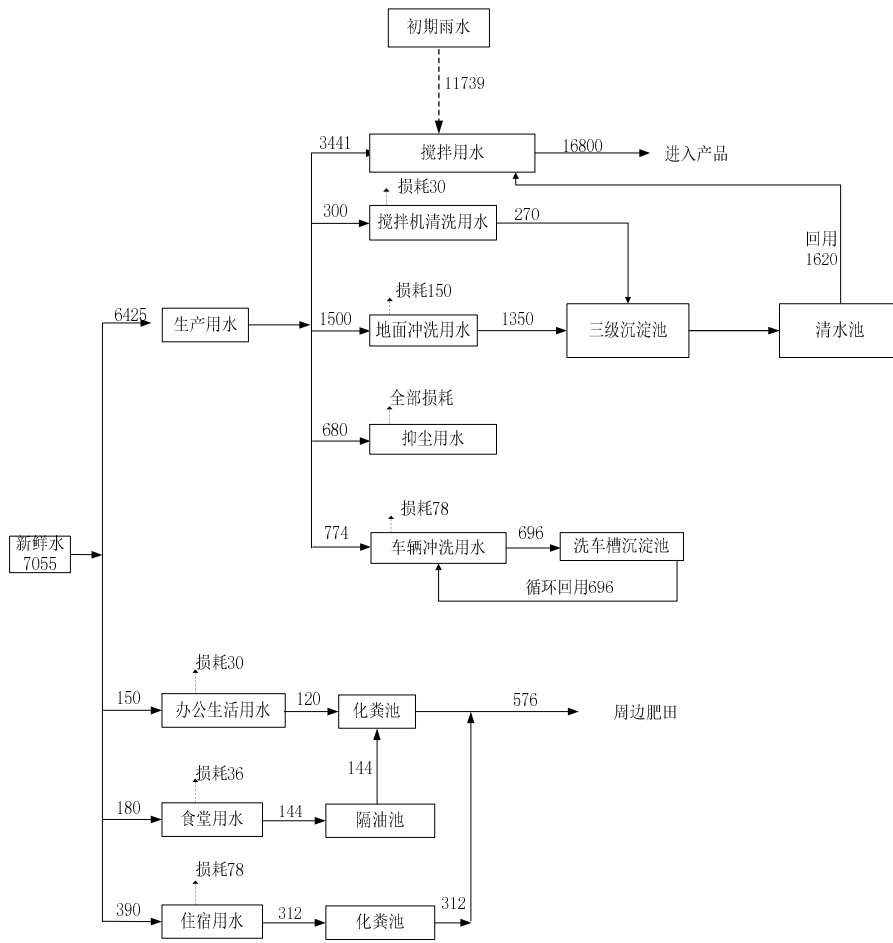 初期雨水
11739
3441
搅拌用水
16800
进入产品
损耗30
300
搅拌机清洗用水
270
回用
1620
6425
生产用水
损耗150
1500
地面冲洗用水
1350
三级沉淀池
清水池
全部损耗
680
抑尘用水
损耗78
774
车辆冲洗用水
696
洗车槽沉淀池
循环回用696
新鲜水
7055
损耗30
150
办公生活用水
120
化粪池
576
周边肥田
损耗36
144
180
食堂用水
144
隔油池
损耗78
390
住宿用水
312
化粪池
312